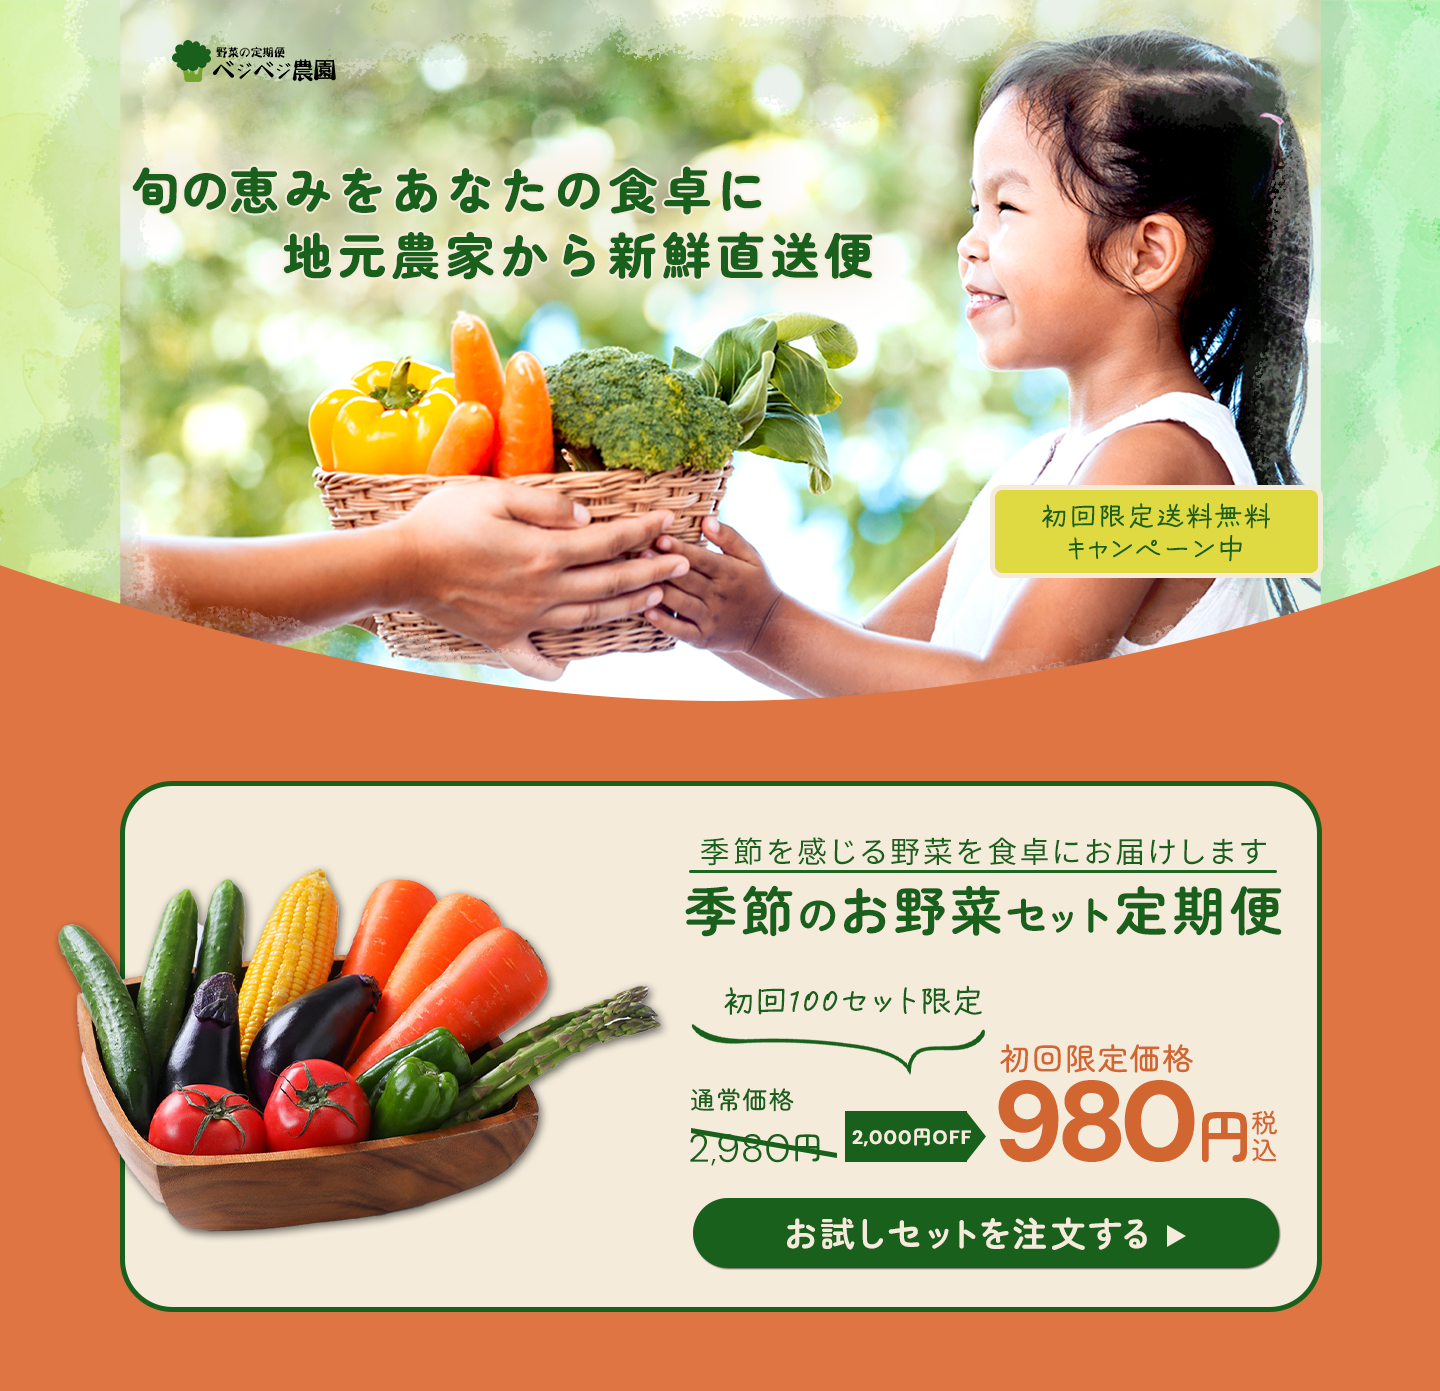 野菜の定期便
ベジベジ農園
旬の恵みをあなたの食卓に
地元農家から新鮮直送便
初回限定送料無料
キャンペーン中
季節を感じる野菜を食卓にお届けします
季節のお野菜セット定期便
初回100セット限定
通常価格
2,980円
2,000円OFF
初回限定価格
980円税込
お試しセットを注文する ▶